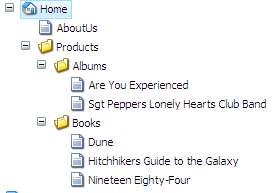 Home
AboutUs
Products
Albums
Are You Experienced
Sgt Peppers Lonely Hearts Club Band
Books
Dune
Hitchhikers Guide to the Galaxy
Nineteen Eighty-Four